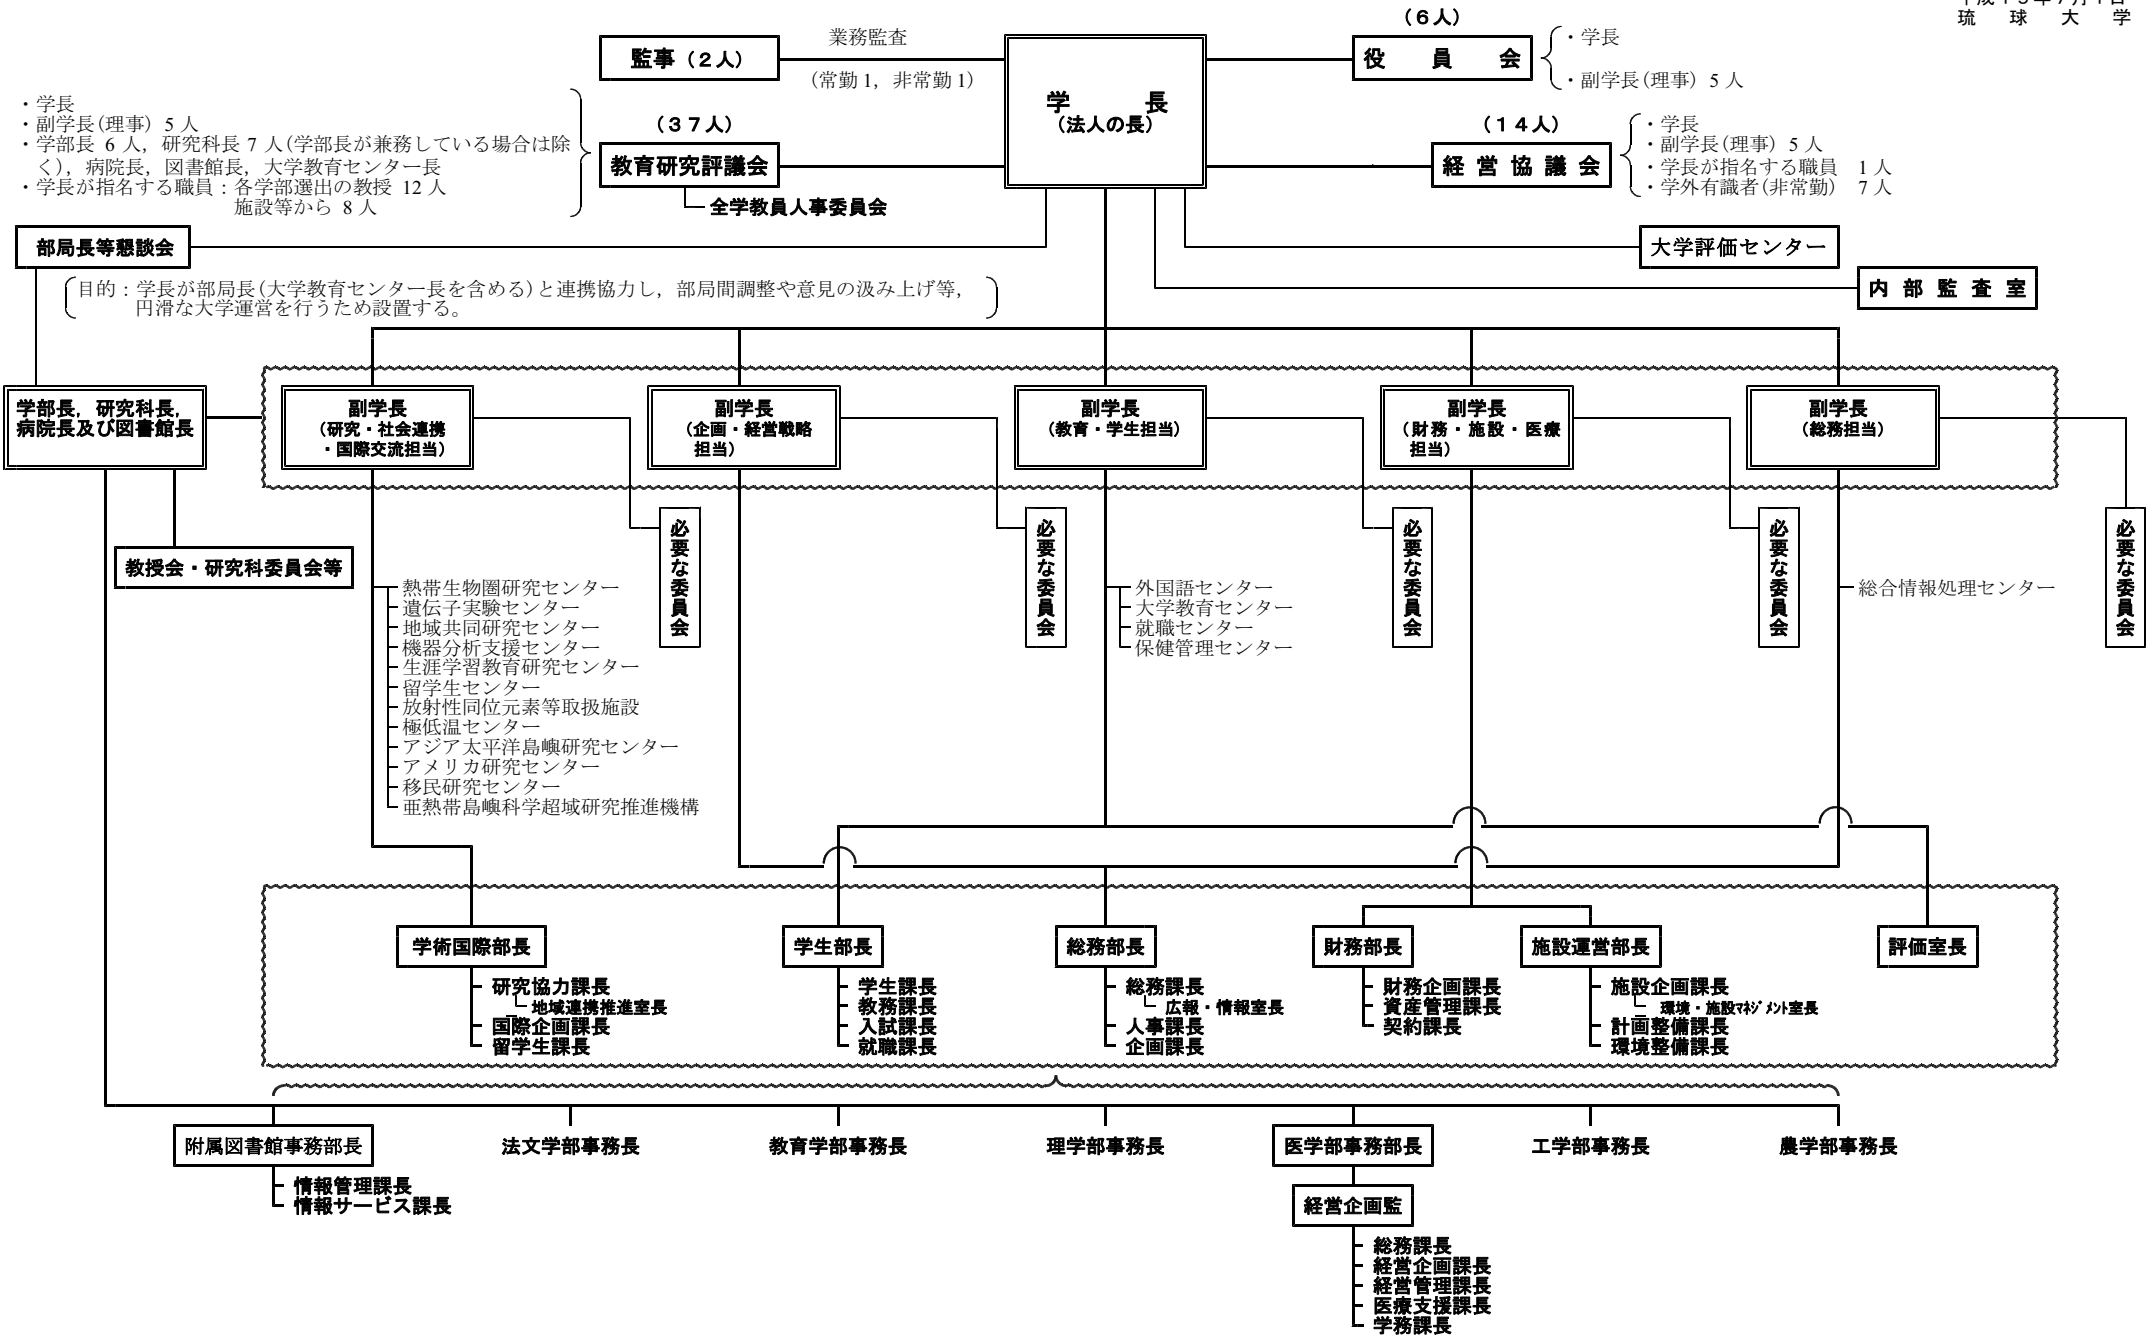 琉 球 大 学
(6人)
監事(2人)
業務監査
(常勤1,非常勤1)
学 長
(法人の長)
役 員 会
・学長
・副学長(理事) 5人
・学長
・副学長(理事) 5人
・学部長 6人,研究科長 7人(学部長が兼務している場合は除
く),病院長,図書館長,大学教育センター長
・学長が指名する職員:各学部選出の教授 12人
施設等から 8人
(37人)
教育研究評議会
全学教員人事委員会
(14人)
経 営 協 議 会
・学長
・副学長(理事) 5人
・学長が指名する職員 1人
・学外有識者(非常勤) 7人
部局長等懇談会
大学評価センター
内 部 監 査 室
目的:学長が部局長(大学教育センター長を含める)と連携協力し,部局間調整や意見の汲み上げ等,
円滑な大学運営を行うため設置する。
学部長,研究科長,
病院長及び図書館長
副学長
(研究・社会連携
・国際交流担当)
副学長
(企画・経営戦略
担当)
副学長
(教育・学生担当)
副学長
(財務・施設・医療
担当)
副学長
(総務担当)
教授会・研究科委員会等
必要な委員会
必要な委員会
必要な委員会
必要な委員会
必要な委員会
熱帯生物圏研究センター
遺伝子実験センター
地域共同研究センター
機器分析支援センター
生涯学習教育研究センター
留学生センター
放射性同位元素等取扱施設
極低温センター
アジア太平洋島嶼研究センター
アメリカ研究センター
移民研究センター
亜熱帯島嶼科学超域研究推進機構
外国語センター
大学教育センター
就職センター
保健管理センター
総合情報処理センター
学術国際部長
研究協力課長
地域連携推進室長
国際企画課長
留学生課長
学生部長
学生課長
教務課長
入試課長
就職課長
総務部長
総務課長
広報・情報室長
人事課長
企画課長
財務部長
財務企画課長
資産管理課長
契約課長
施設運営部長
施設企画課長
環境・施設マネジメント室長
計画整備課長
環境整備課長
評価室長
附属図書館事務部長
情報管理課長
情報サービス課長
法文学部事務長
教育学部事務長
理学部事務長
医学部事務部長
経営企画監
総務課長
経営企画課長
経営管理課長
医療支援課長
学務課長
工学部事務長
農学部事務長